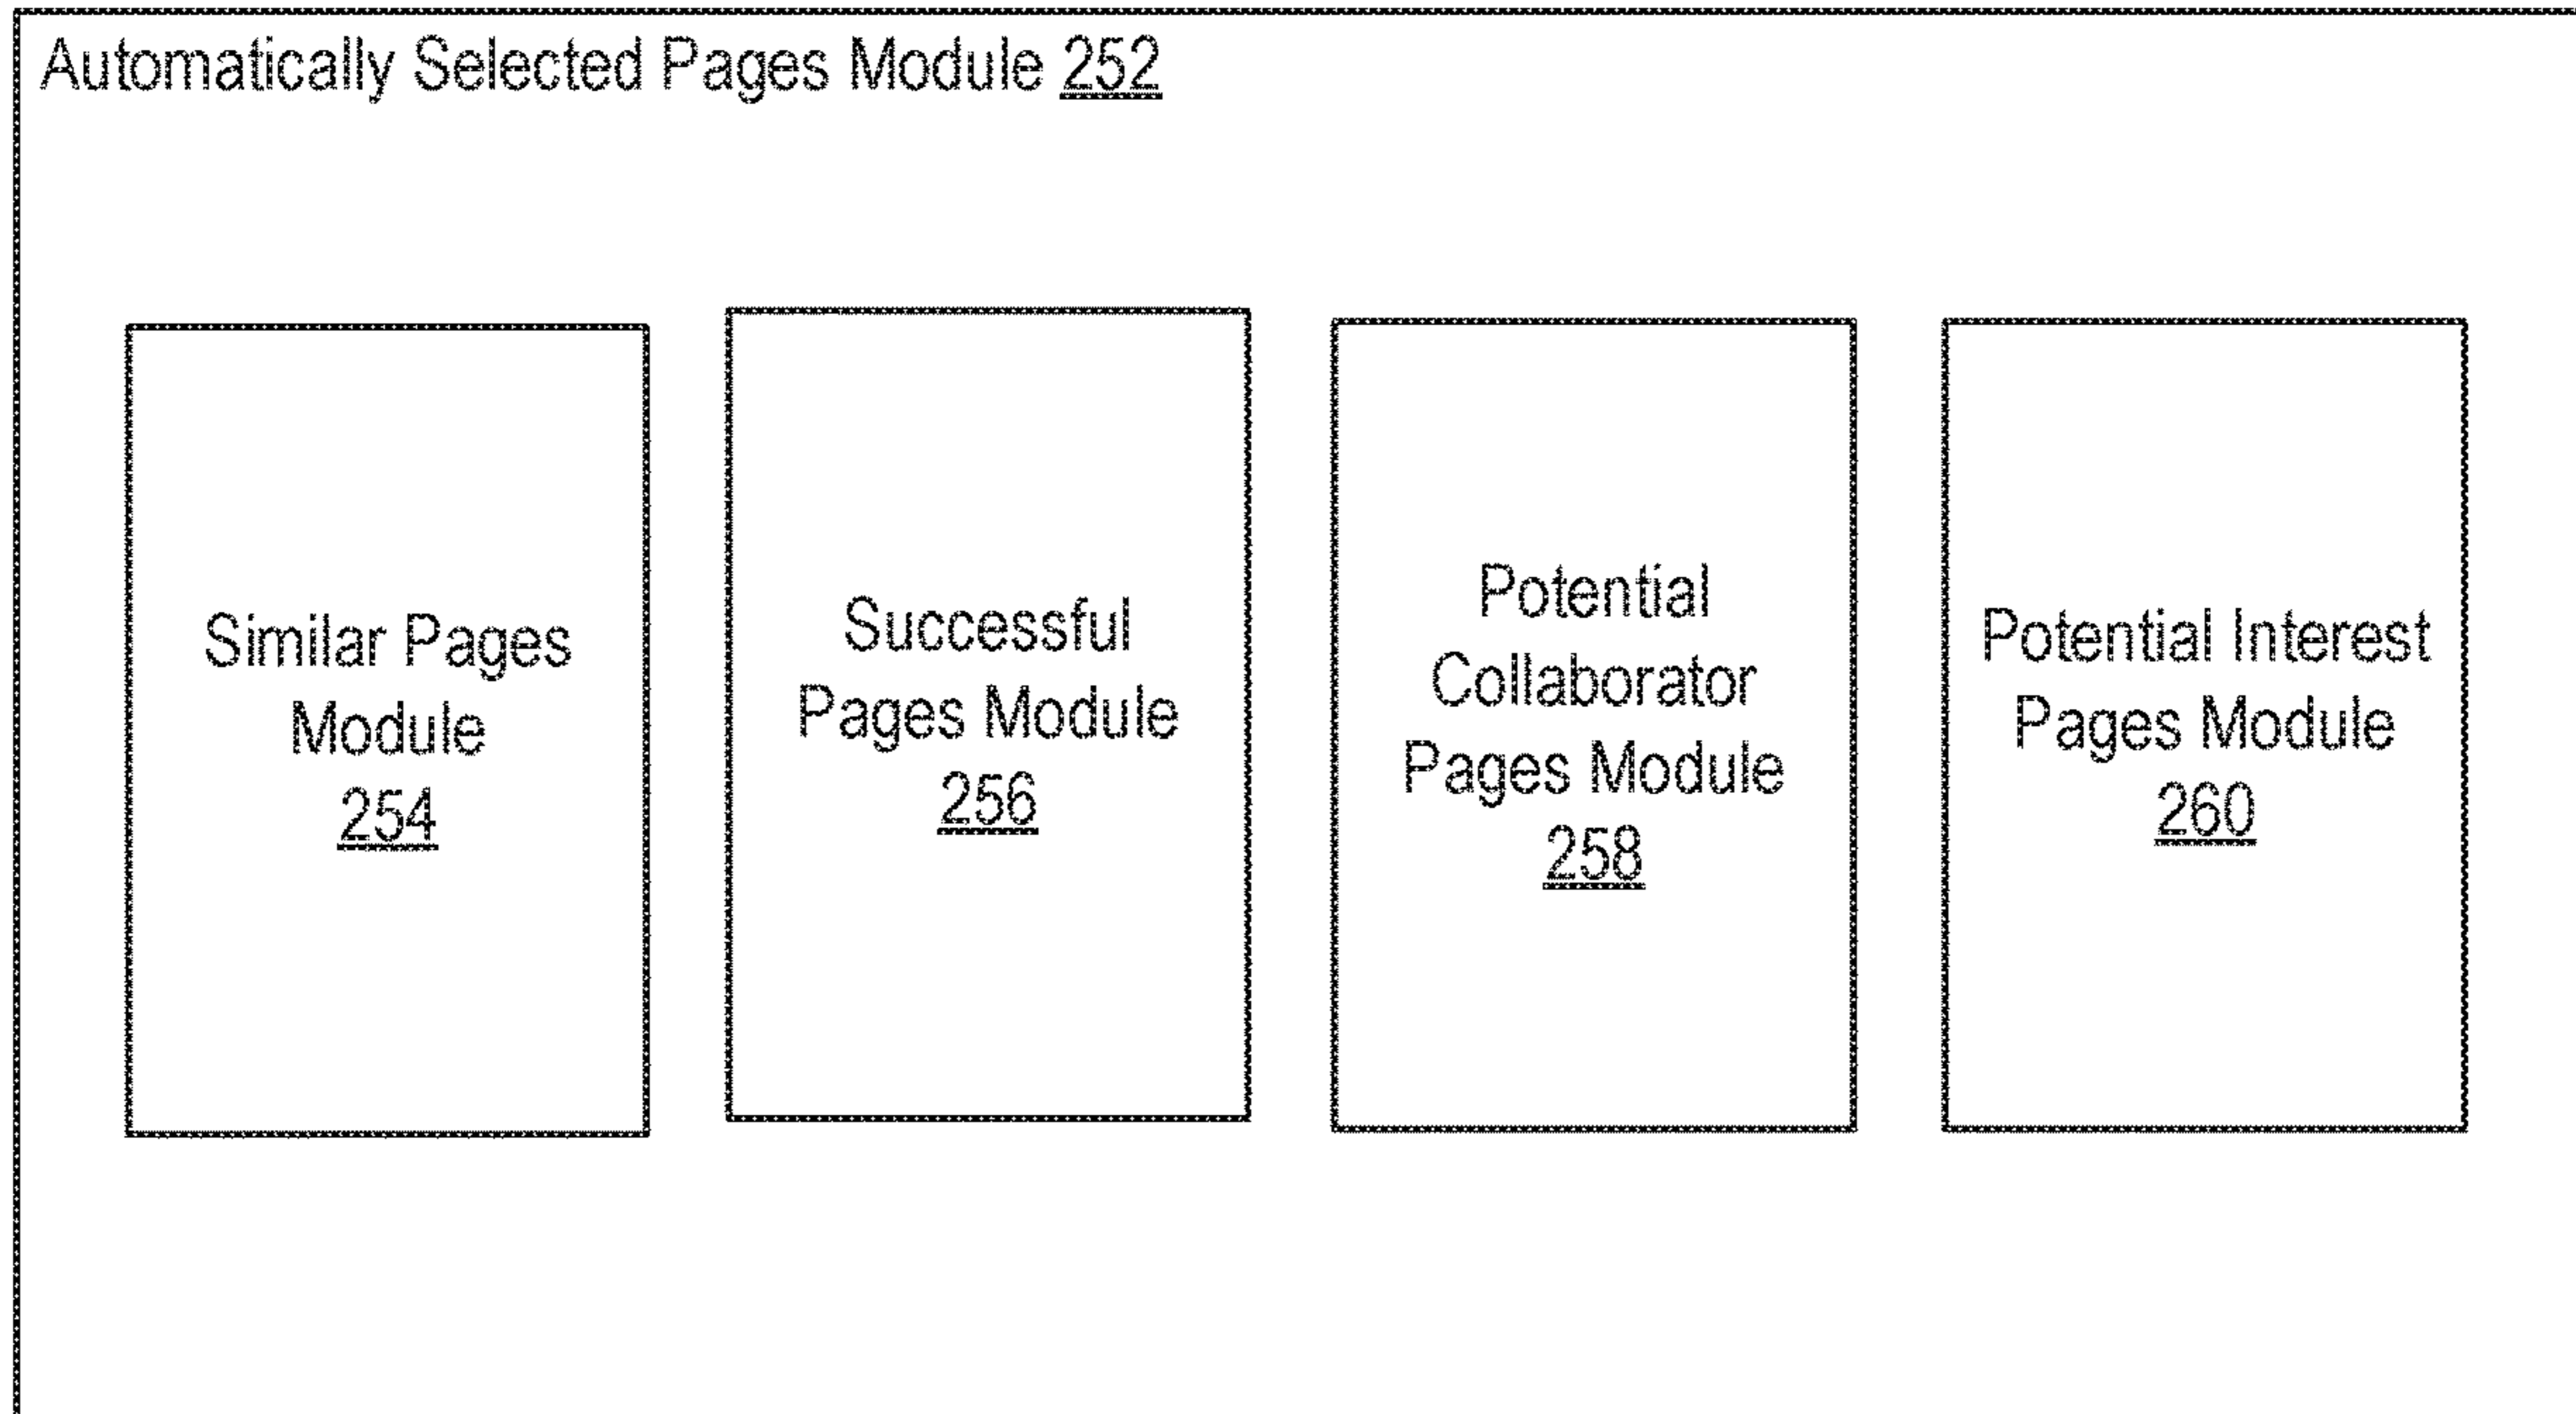 Automatically Selected Pages Module 252
Similar Pages
Module
254
Successful
Pages Module
256
Potential
Collaborator
Pages Module
258
Potential Interest
Pages Module
260